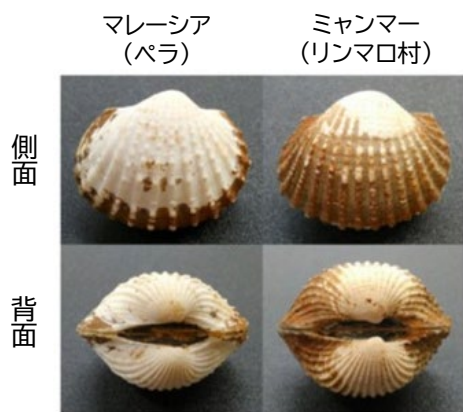 マレーシア
（ペラ）
ミャンマー
（リンマロ村）
側面
背面